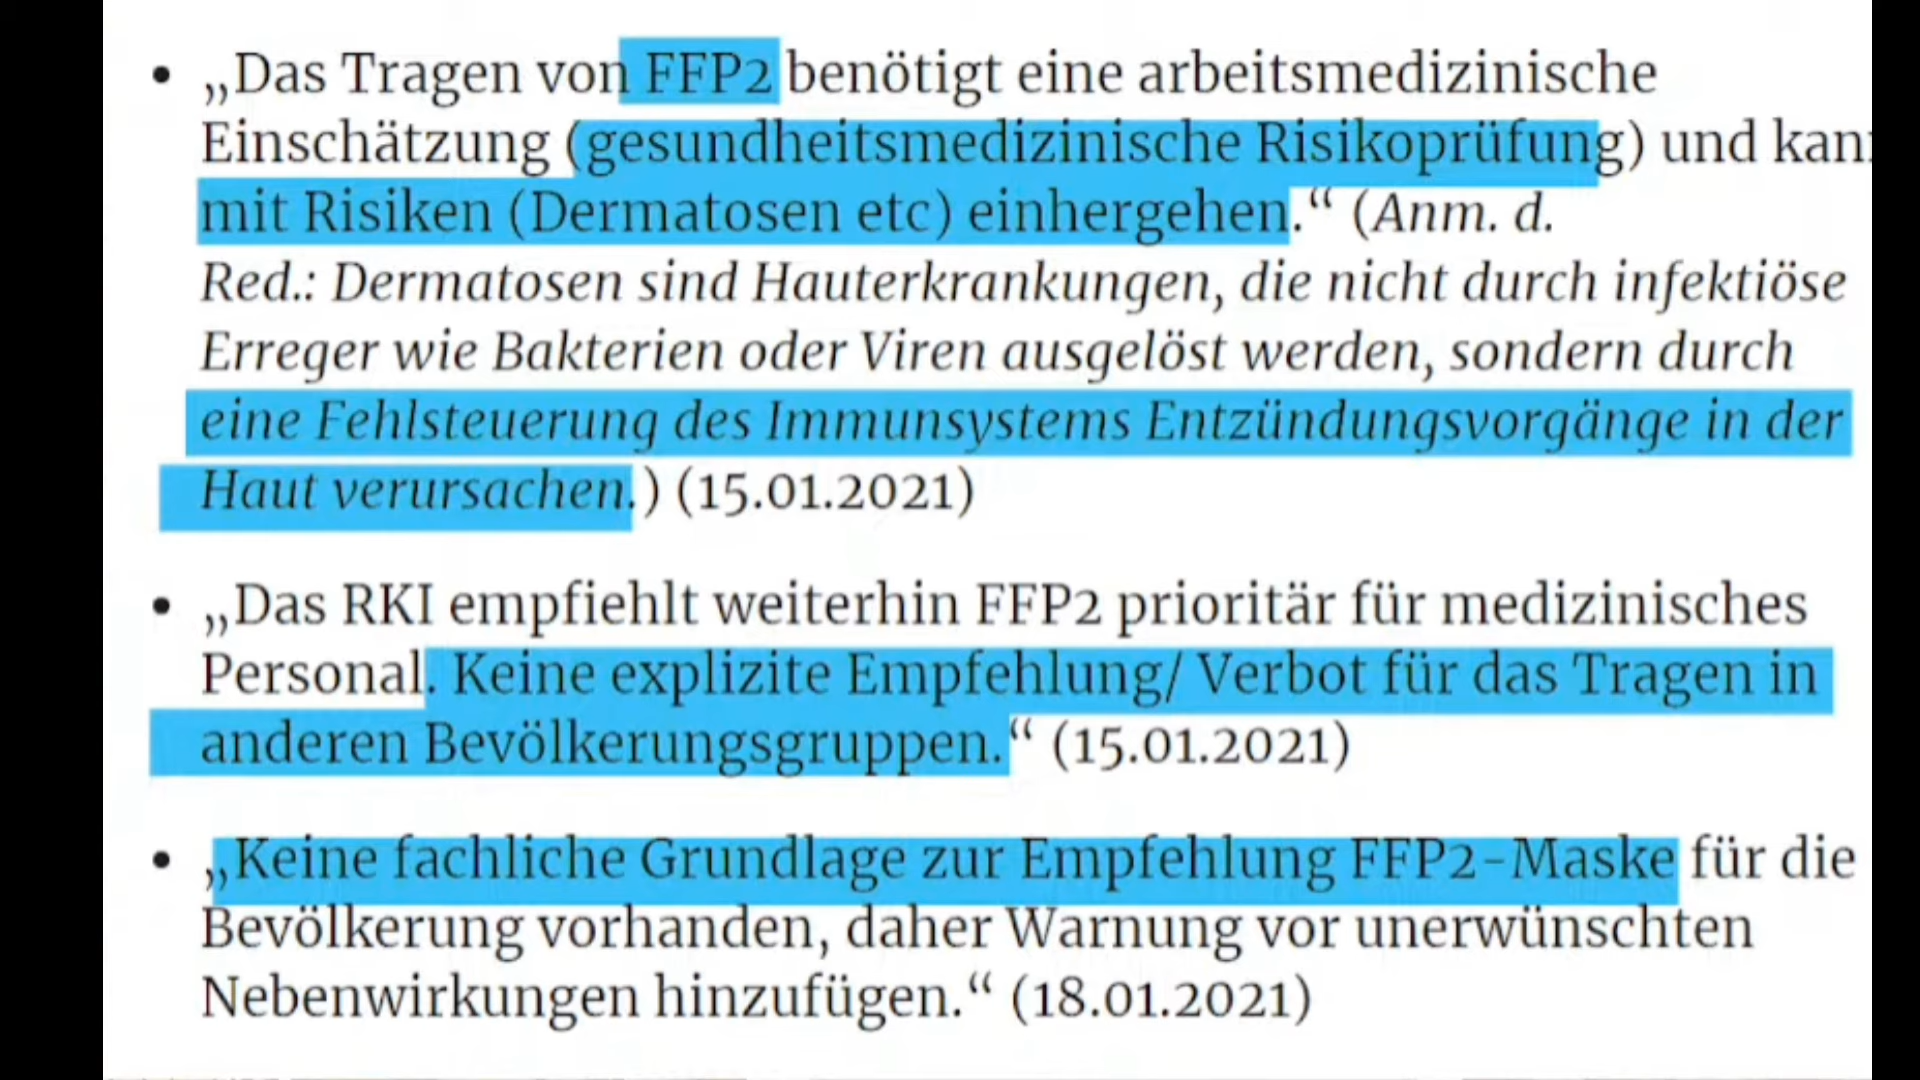 • „Das Tragen von FFP2 benötigt eine arbeitsmedizinische
Einschätzung (gesundheitsmedizinische Risikoprüfung) und
mit Risiken (Dermatosen etc) einhergehen.“ (Anm. d.
Red.: Dermatosen sind Hauterkrankungen, die nicht durch infektiöse
Erreger wie Bakterien oder Viren ausgelöst werden, sondern durch
eine Fehlsteuerung des Immunsystems Entzündungsvorgänge in der
Haut verursachen.) (15.01.2021)
• „Das RKI empfiehlt weiterhin FFP2 prioritär für medizinisches
Personal. Keine explizite Empfehlung/ Verbot für das Tragen in
anderen Bevölkerungsgruppen.“ (15.01.2021)
• „Keine fachliche Grundlage zur Empfehlung FFP2-Maske für die
Bevölkerung vorhanden, daher Warnung vor unerwünschten
Nebenwirkungen hinzufügen.“ (18.01.2021)